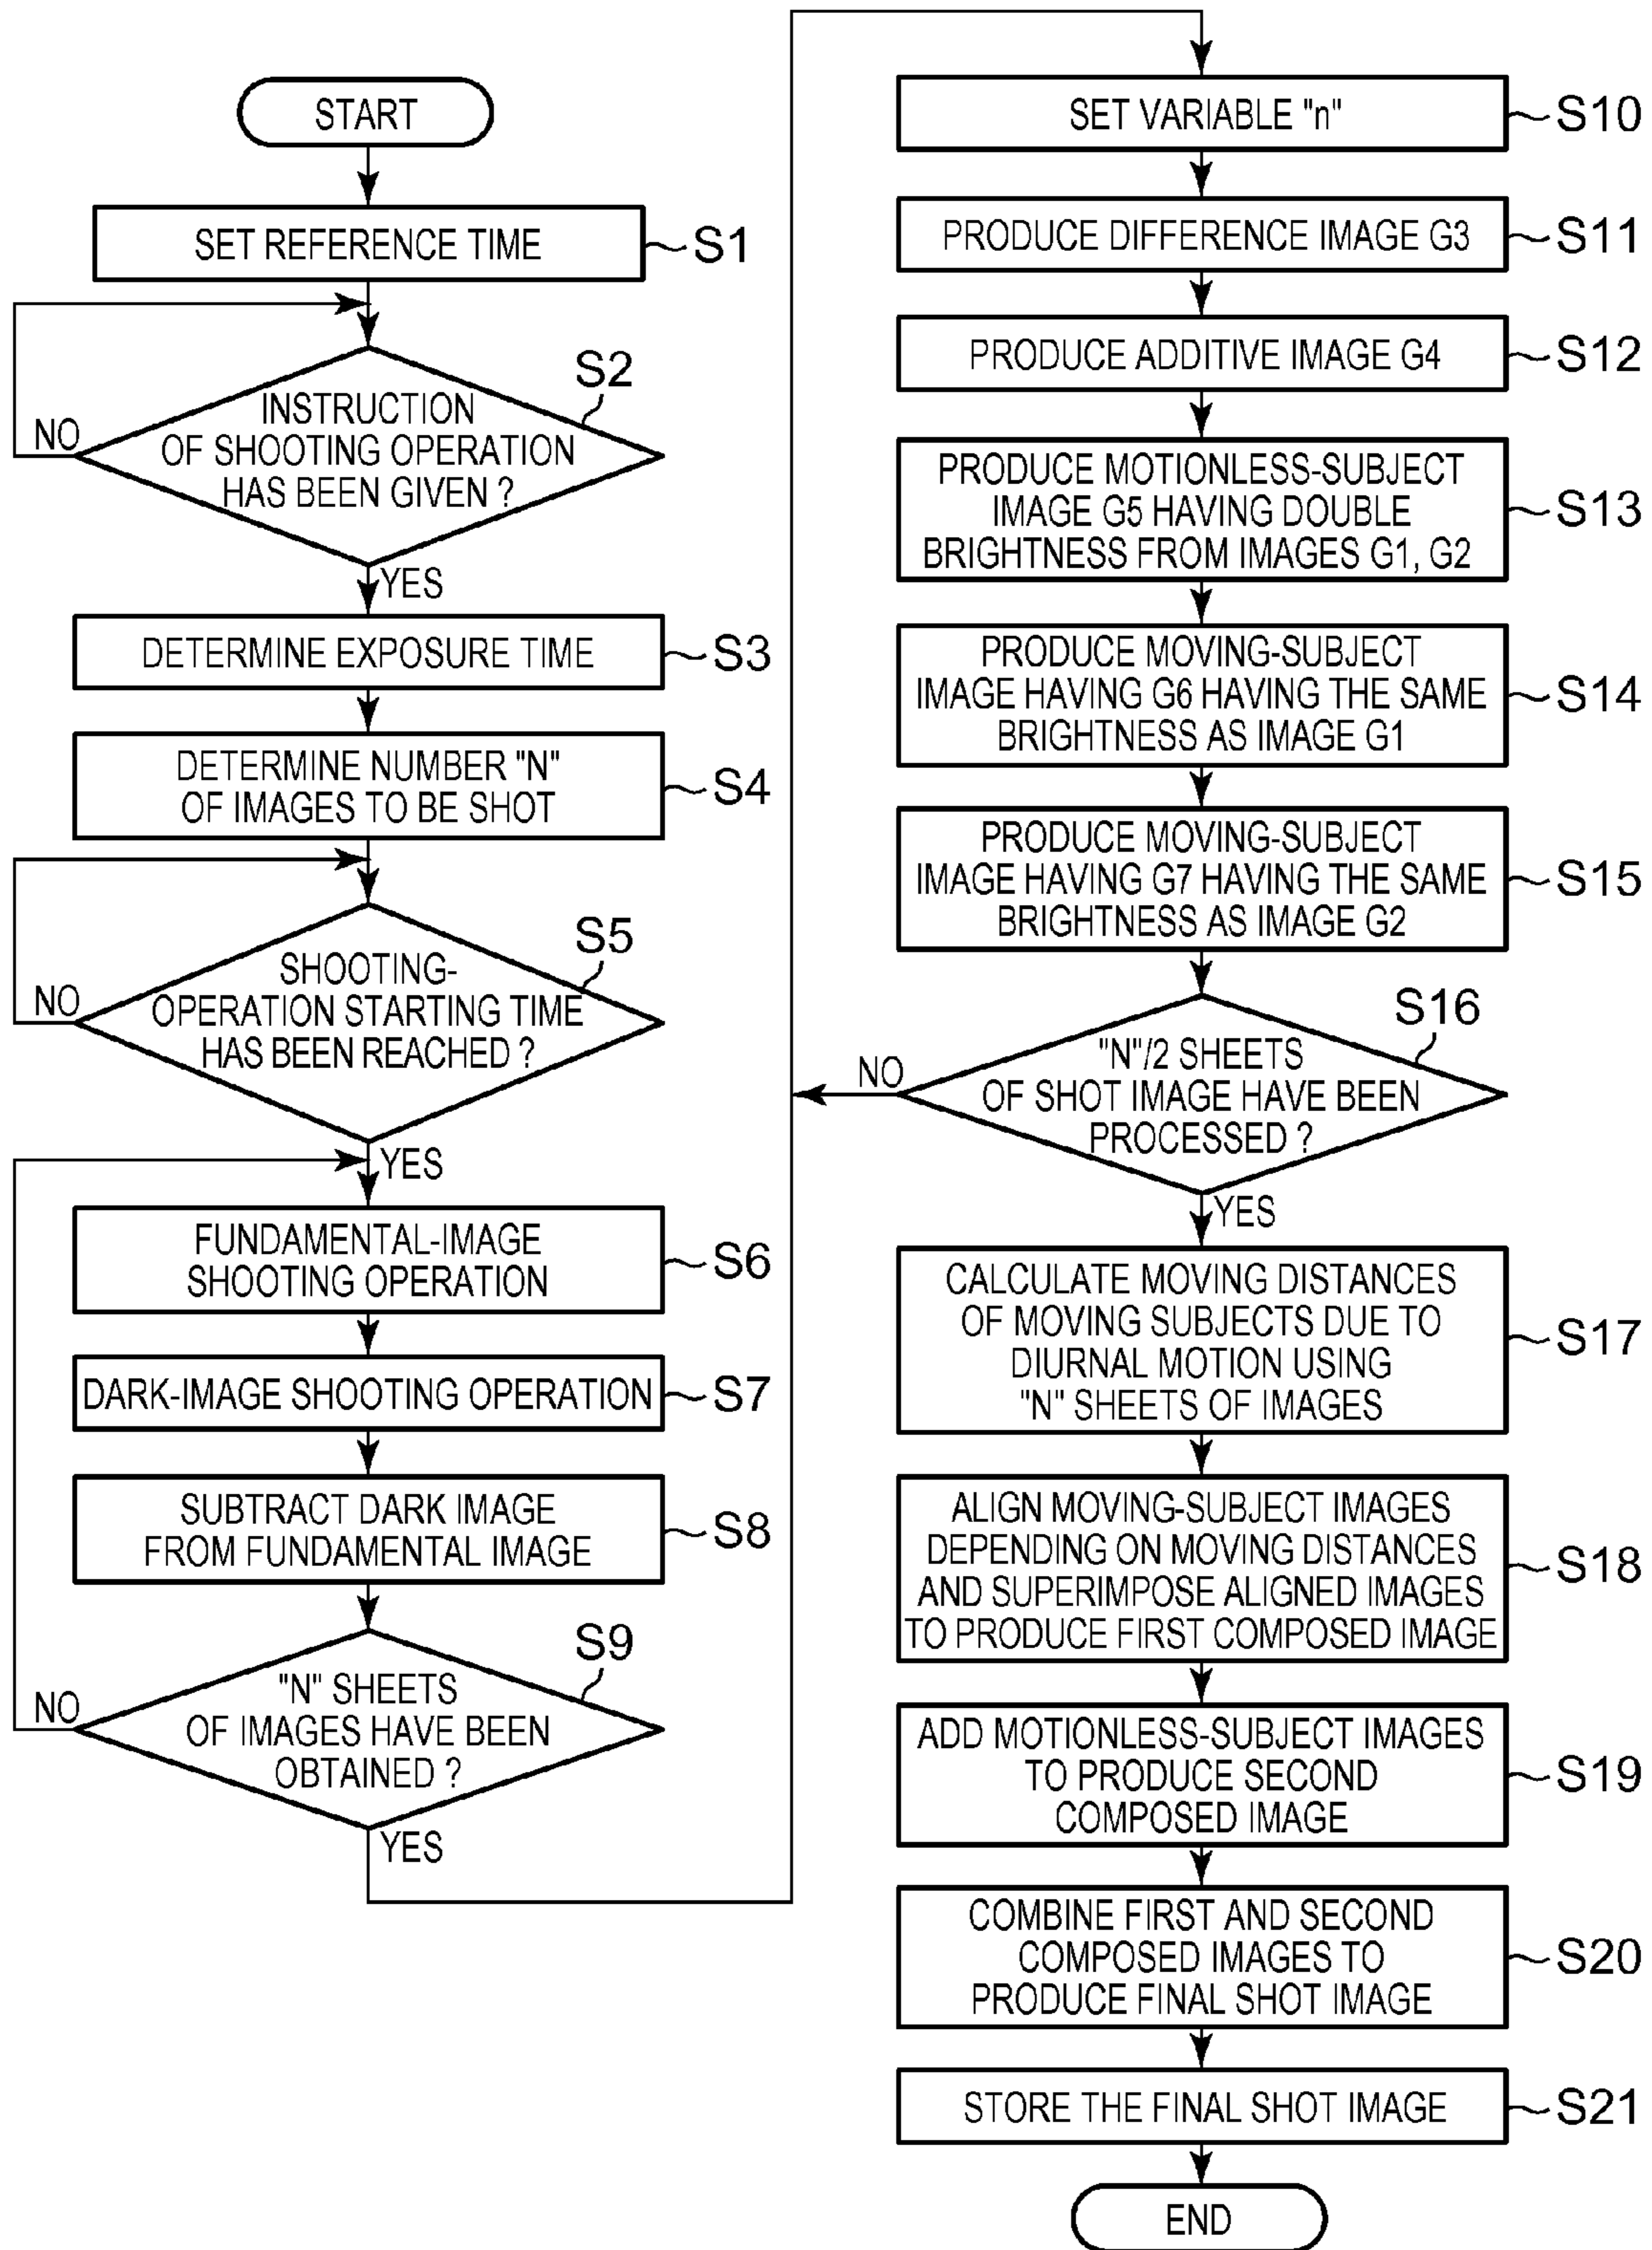 START
SET REFERENCE TIME
S1
S2
INSTRUCTION
OF SHOOTING OPERATION
HAS BEEN GIVEN ?
NO
YES
DETERMINE EXPOSURE TIME
S3
DETERMINE NUMBER "N"
OF IMAGES TO BE SHOT
S4
S5
SHOOTING-
OPERATION STARTING TIME
HAS BEEN REACHED ?
NO
YES
FUNDAMENTAL-IMAGE
SHOOTING OPERATION
S6
DARK-IMAGE SHOOTING OPERATION
S7
SUBTRACT DARK IMAGE
FROM FUNDAMENTAL IMAGE
S8
S9
"N" SHEETS
OF IMAGES HAVE BEEN
OBTAINED ?
NO
YES
SET VARIABLE "n"
S10
PRODUCE DIFFERENCE IMAGE G3
S11
PRODUCE ADDITIVE IMAGE G4
S12
PRODUCE MOTIONLESS-SUBJECT
IMAGE G5 HAVING DOUBLE
BRIGHTNESS FROM IMAGES G1, G2
S13
PRODUCE MOVING-SUBJECT
IMAGE HAVING G6 HAVING THE SAME
BRIGHTNESS AS IMAGE G1
S14
PRODUCE MOVING-SUBJECT
IMAGE HAVING G7 HAVING THE SAME
BRIGHTNESS AS IMAGE G2
S15
S16
"N"/2 SHEETS
OF SHOT IMAGE HAVE BEEN
PROCESSED ?
NO
YES
CALCULATE MOVING DISTANCES
OF MOVING SUBJECTS DUE TO
DIURNAL MOTION USING
"N" SHEETS OF IMAGES
S17
ALIGN MOVING-SUBJECT IMAGES
DEPENDING ON MOVING DISTANCES
AND SUPERIMPOSE ALIGNED IMAGES
TO PRODUCE FIRST COMPOSED IMAGE
S18
ADD MOTIONLESS-SUBJECT IMAGES
TO PRODUCE SECOND
COMPOSED IMAGE
S19
COMBINE FIRST AND SECOND
COMPOSED IMAGES TO
PRODUCE FINAL SHOT IMAGE
S20
STORE THE FINAL SHOT IMAGE
S21
END